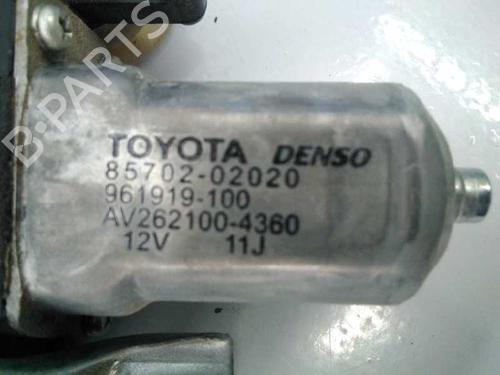 B-PARTS
TOYOTA DENSO
85702-02020
961919-100
AV262100-4360
12V 11J